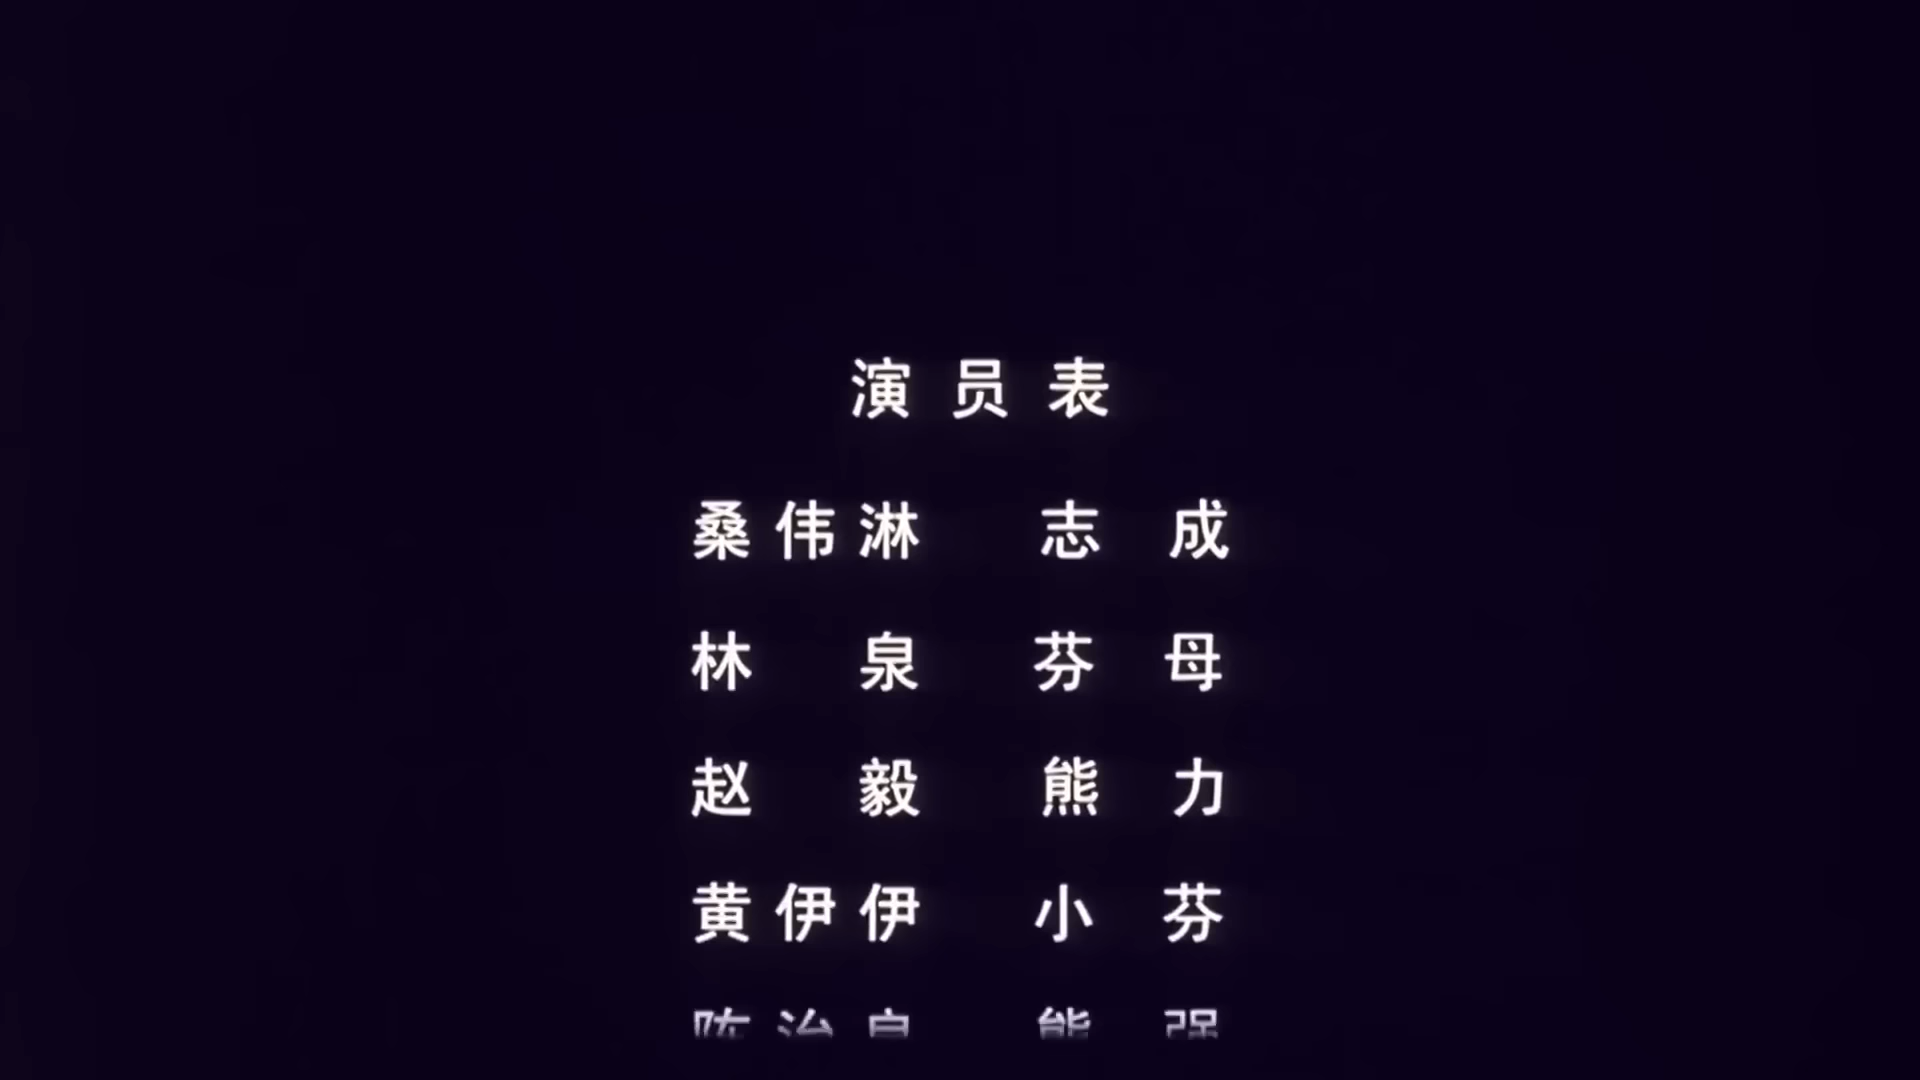 演员表
桑伟淋 志成
林泉 芬母
赵毅 熊力
黄伊伊 小芬